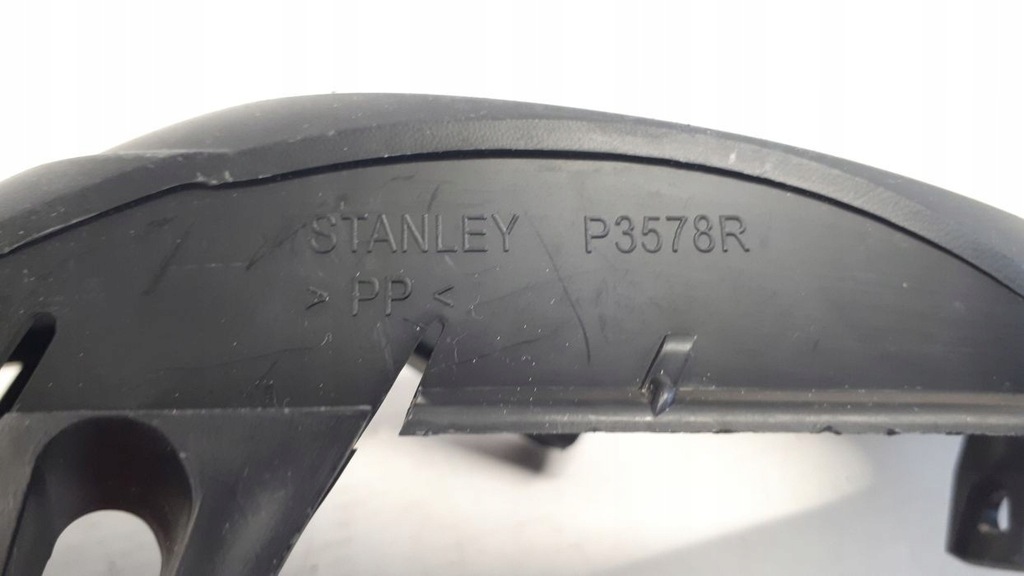 STANLEY P3578R
> PP <